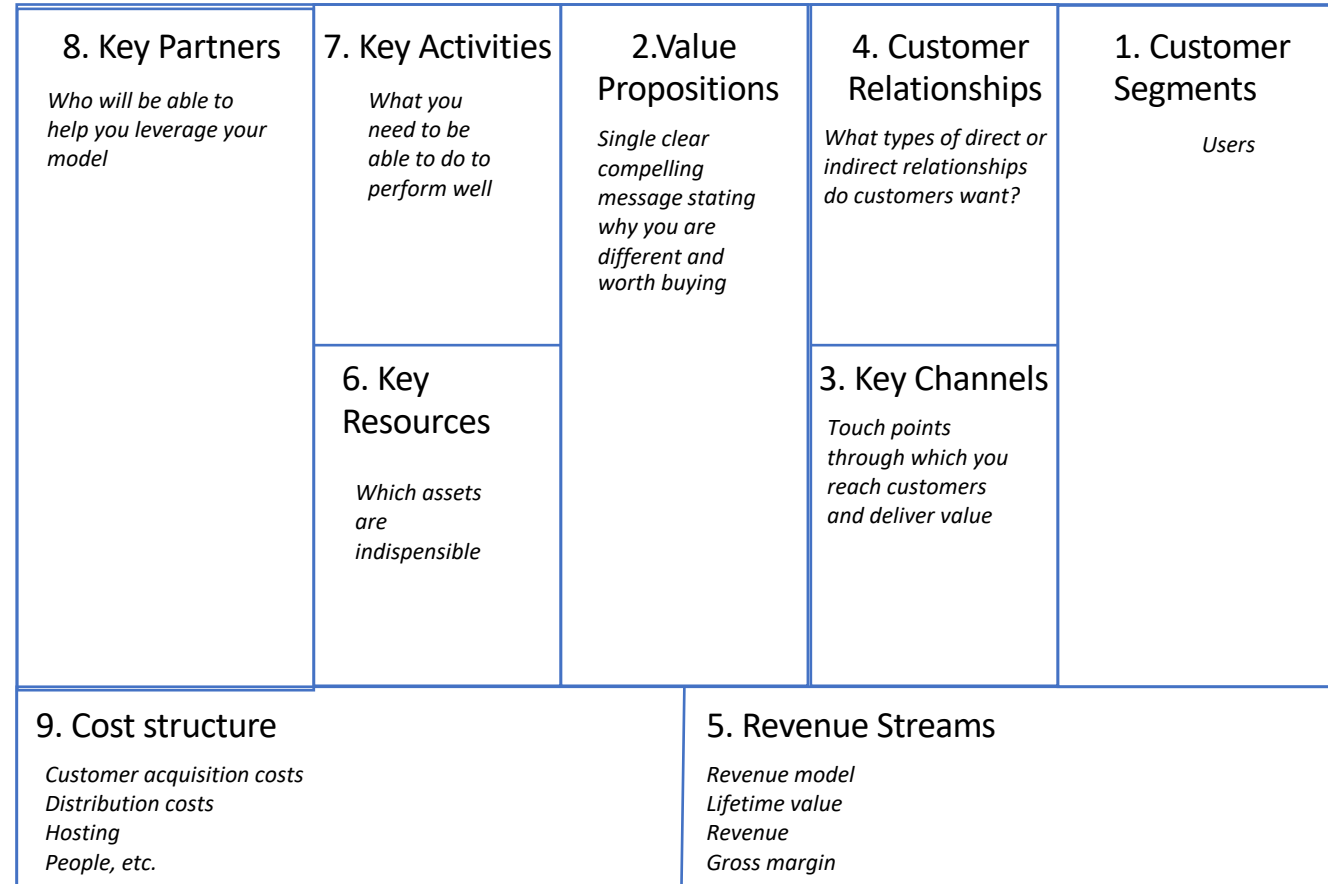 8. Key Partners
Who will be able to
help you leverage your
model
7. Key Activities
What you
need to be
able to do to
perform well
6. Key
Resources
Which assets
are
indispensible
2.Value
Propositions
Single clear
compelling
message stating
why you are
different and
worth buying
4. Customer
Relationships
What types of direct or
indirect relationships
do customers want?
3. Key Channels
Touch points
through which you
reach customers
and deliver value
1. Customer
Segments
Users
9. Cost structure
Customer acquisition costs
Distribution costs
Hosting
People, etc.
5. Revenue Streams
Revenue model
Lifetime value
Revenue
Gross margin